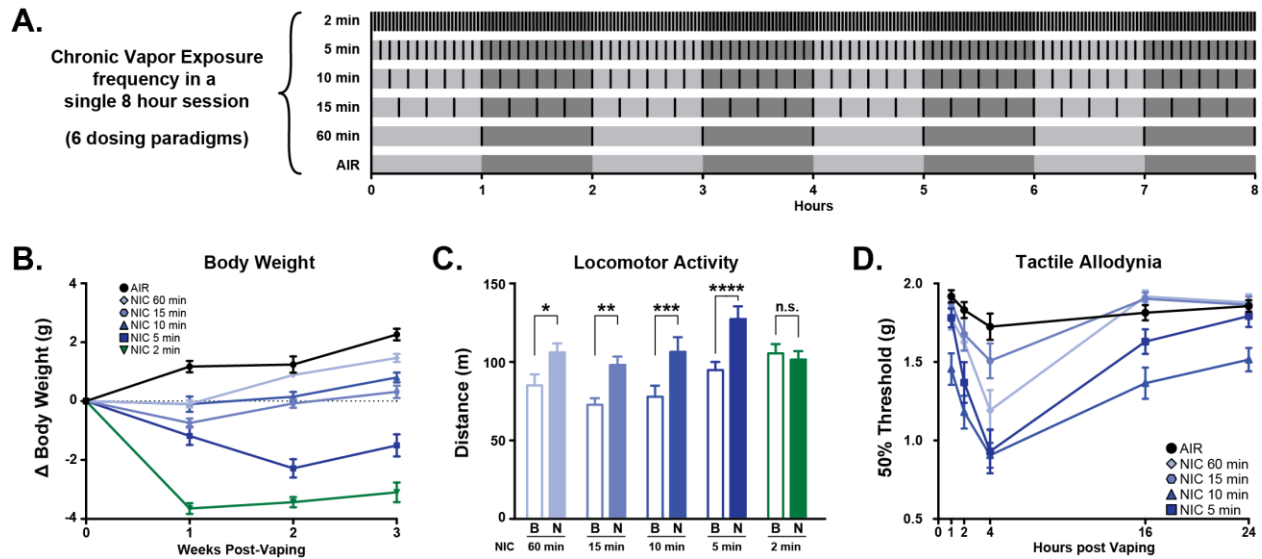 A.
Chronic Vapor Exposure
frequency in a
single 8 hour session
(6 dosing paradigms)
2 min
5 min
10 min
15 min
60 min
AIR
0 1 2 3 4 5 6 7 8
Hours
B.
Body Weight
Δ Body Weight (g)
4
2
0
-2
-4
AIR
NIC 60 min
NIC 15 min
NIC 10 min
NIC 5 min
NIC 2 min
0 1 2 3
Weeks Post-Vaping
C.
Locomotor Activity
Distance (m)
150
100
50
0
* ** *** **** n.s.
B N B N B N B N B N
NIC 60 min 15 min 10 min 5 min 2 min
D.
Tactile Allodynia
50% Threshold (g)
2.0
1.5
1.0
0.5
AIR
NIC 60 min
NIC 15 min
NIC 10 min
NIC 5 min
0 1 2 4 16 24
Hours post Vaping